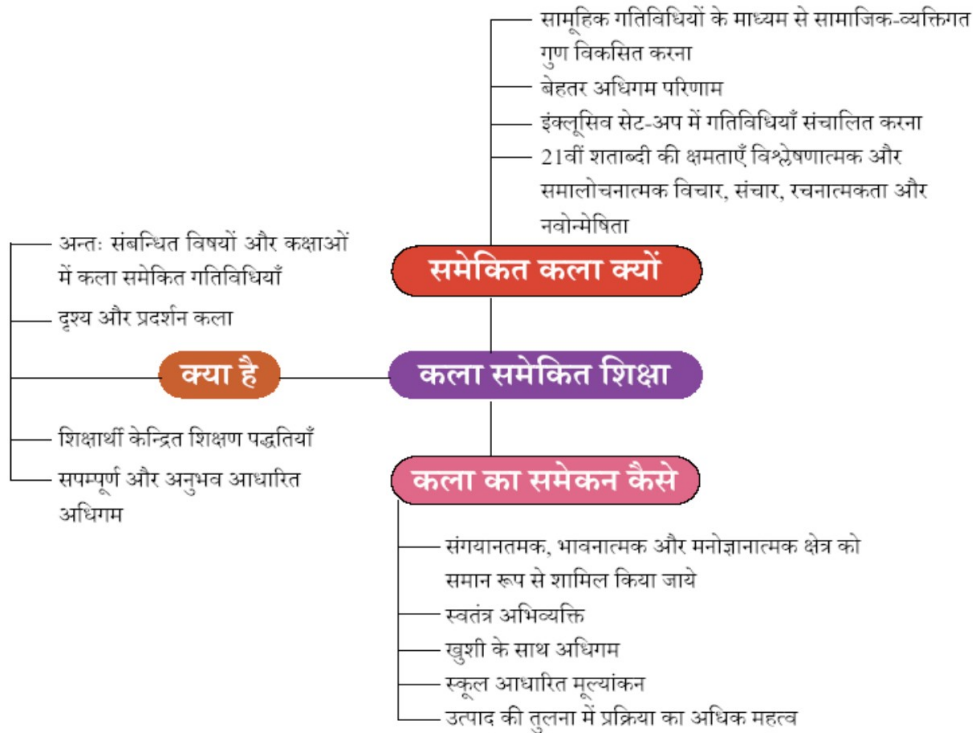 सामूहिक गतिविधियों के माध्यम से सामाजिक-व्यक्तिगत
गुण विकसित करना
बेहतर अधिगम परिणाम
इंक्लूसिव सेट-अप में गतिविधियाँ संचालित करना
21वीं शताब्दी की क्षमताएँ विश्लेषणात्मक और
समालोचनात्मक विचार, संचार, रचनात्मकता और
नवोन्मेषिता
समेकित कला क्यों
अन्तः संबन्धित विषयों और कक्षाओं
में कला समेकित गतिविधियाँ
दृश्य और प्रदर्शन कला
क्या है
कला समेकित शिक्षा
शिक्षार्थी केन्द्रित शिक्षण पद्धतियाँ
सपम्पूर्ण और अनुभव आधारित
अधिगम
कला का समेकन कैसे
संगयानतमक, भावनात्मक और मनोज्ञानात्मक क्षेत्र को
समान रूप से शामिल किया जाये
स्वतंत्र अभिव्यक्ति
खुशी के साथ अधिगम
स्कूल आधारित मूल्यांकन
उत्पाद की तुलना में प्रक्रिया का अधिक महत्व